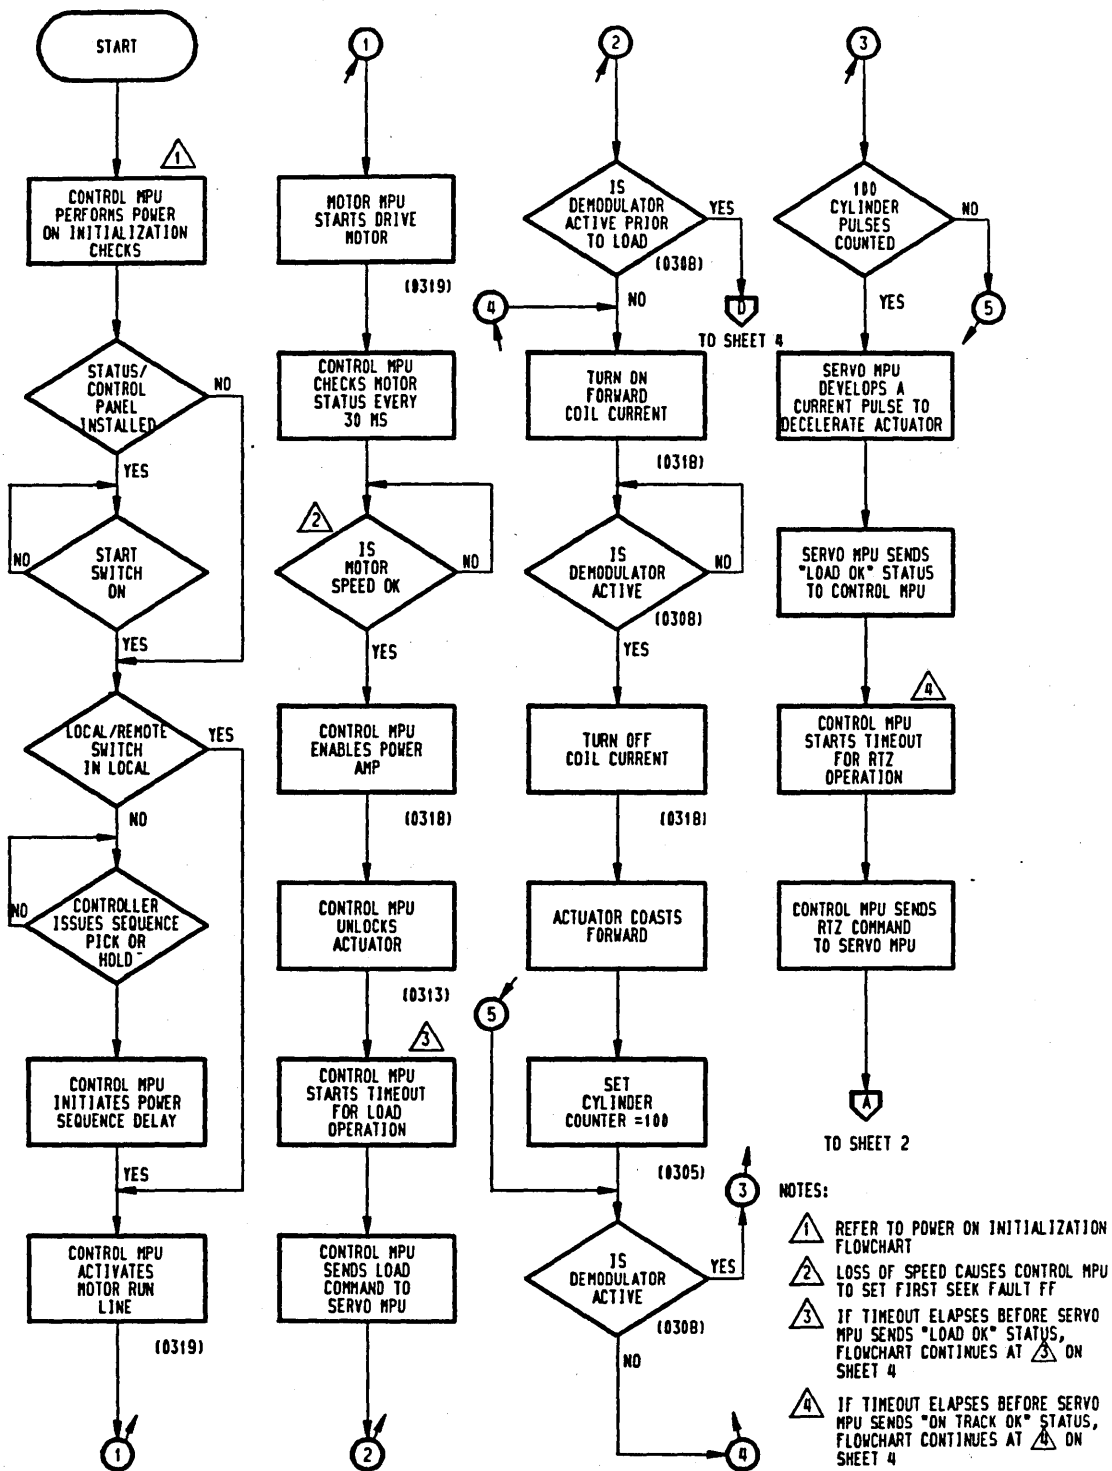 START
1
CONTROL MPU
PERFORMS POWER
ON INITIALIZATION
CHECKS
STATUS/
CONTROL
PANEL
INSTALLED
NO
YES
START
SWITCH
ON
NO
YES
LOCAL/REMOTE
SWITCH
IN LOCAL
YES
NO
CONTROLLER
ISSUES SEQUENCE
PICK OR
HOLD
NO
CONTROL MPU
INITIATES POWER
SEQUENCE DELAY
YES
CONTROL MPU
ACTIVATES
MOTOR RUN
LINE
(0319)
1
1
MOTOR MPU
STARTS DRIVE
MOTOR
(0319)
CONTROL MPU
CHECKS MOTOR
STATUS EVERY
30 MS
2
IS
MOTOR
SPEED OK
NO
YES
CONTROL MPU
ENABLES POWER
AMP
(0318)
CONTROL MPU
UNLOCKS
ACTUATOR
(0313)
3
CONTROL MPU
STARTS TIMEOUT
FOR LOAD
OPERATION
CONTROL MPU
SENDS LOAD
COMMAND TO
SERVO MPU
2
2
IS
DEMODULATOR
ACTIVE PRIOR
TO LOAD
YES
(0308)
NO
D
TO SHEET 4
4
TURN ON
FORWARD
COIL CURRENT
(0318)
IS
DEMODULATOR
ACTIVE
NO
(0308)
YES
TURN OFF
COIL CURRENT
(0318)
ACTUATOR COASTS
FORWARD
5
SET
CYLINDER
COUNTER =100
(0305)
IS
DEMODULATOR
ACTIVE
YES
(0308)
NO
3
4
3
100
CYLINDER
PULSES
COUNTED
NO
YES
5
SERVO MPU
DEVELOPS A
CURRENT PULSE TO
DECELERATE ACTUATOR
SERVO MPU SENDS
"LOAD OK" STATUS
TO CONTROL MPU
4
CONTROL MPU
STARTS TIMEOUT
FOR RTZ
OPERATION
CONTROL MPU SENDS
RTZ COMMAND
TO SERVO MPU
A
TO SHEET 2
NOTES:
1 REFER TO POWER ON INITIALIZATION
FLOWCHART
2 LOSS OF SPEED CAUSES CONTROL MPU
TO SET FIRST SEEK FAULT FF
3 IF TIMEOUT ELAPSES BEFORE SERVO
MPU SENDS "LOAD OK" STATUS,
FLOWCHART CONTINUES AT 3 ON
SHEET 4
4 IF TIMEOUT ELAPSES BEFORE SERVO
MPU SENDS "ON TRACK OK" STATUS,
FLOWCHART CONTINUES AT 4 ON
SHEET 4